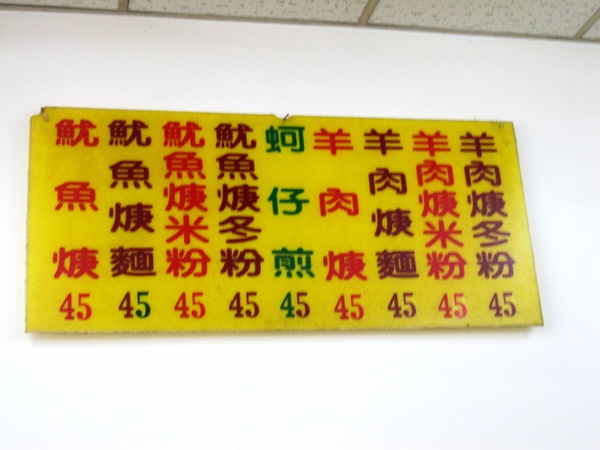 魷魚焿 45
魷魚焿麵 45
魷魚焿米粉 45
魷魚焿冬粉 45
蚵仔煎 45
羊肉焿 45
羊肉焿麵 45
羊肉焿米粉 45
羊肉焿冬粉 45